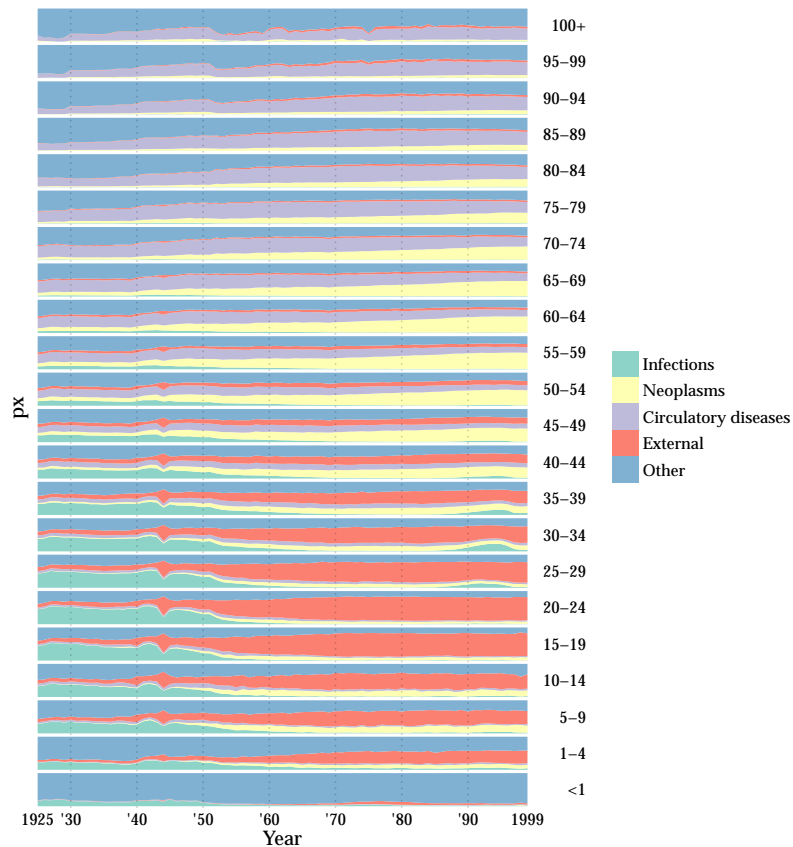 100+
95–99
90–94
85–89
80–84
75–79
70–74
65–69
60–64
55–59
50–54
45–49
40–44
35–39
30–34
25–29
20–24
15–19
10–14
5–9
1–4
<1
px
1925 '30 '40 '50 '60 '70 '80 '90 1999
Year
Infections
Neoplasms
Circulatory diseases
External
Other